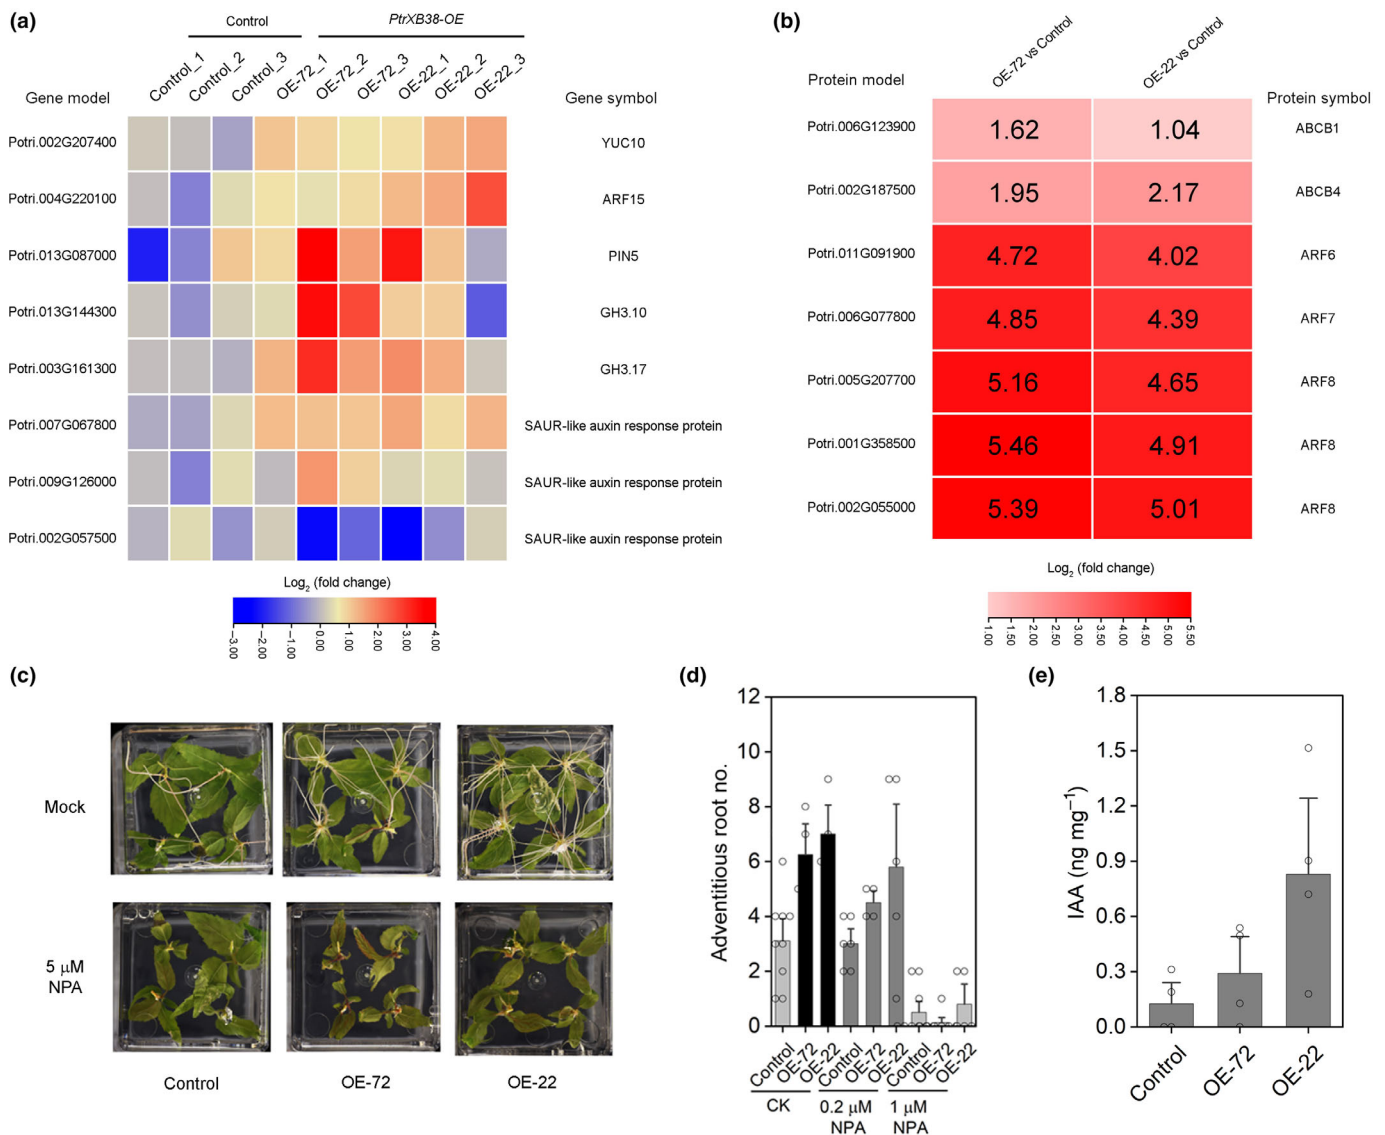 (a)
Control
PtrXB38-OE
Control_1
Control_2
Control_3
OE-72_1
OE-72_2
OE-72_3
OE-22_1
OE-22_2
OE-22_3
Gene model
Gene symbol
Potri.002G207400
YUC10
Potri.004G220100
ARF15
Potri.013G087000
PIN5
Potri.013G144300
GH3.10
Potri.003G161300
GH3.17
Potri.007G067800
SAUR-like auxin response protein
Potri.009G126000
SAUR-like auxin response protein
Potri.002G057500
SAUR-like auxin response protein
Log2 (fold change)
−3.00
−2.00
−1.00
0.00
1.00
2.00
3.00
4.00
(b)
OE-72 vs Control
OE-22 vs Control
Protein model
Protein symbol
Potri.006G123900 1.62 1.04 ABCB1
Potri.002G187500 1.95 2.17 ABCB4
Potri.011G091900 4.72 4.02 ARF6
Potri.006G077800 4.85 4.39 ARF7
Potri.005G207700 5.16 4.65 ARF8
Potri.001G358500 5.46 4.91 ARF8
Potri.002G055000 5.39 5.01 ARF8
Log2 (fold change)
1.00
1.50
2.00
2.50
3.00
3.50
4.00
4.50
5.00
5.50
(c)
Mock
5 μM
NPA
Control
OE-72
OE-22
(d)
Adventitious root no.
12
10
8
6
4
2
0
Control
OE-72
OE-22
Control
OE-72
OE-22
Control
OE-72
OE-22
CK
0.2 μM
NPA
1 μM
NPA
(e)
IAA (ng mg−1)
1.8
1.5
1.2
0.9
0.6
0.3
0.0
Control
OE-72
OE-22